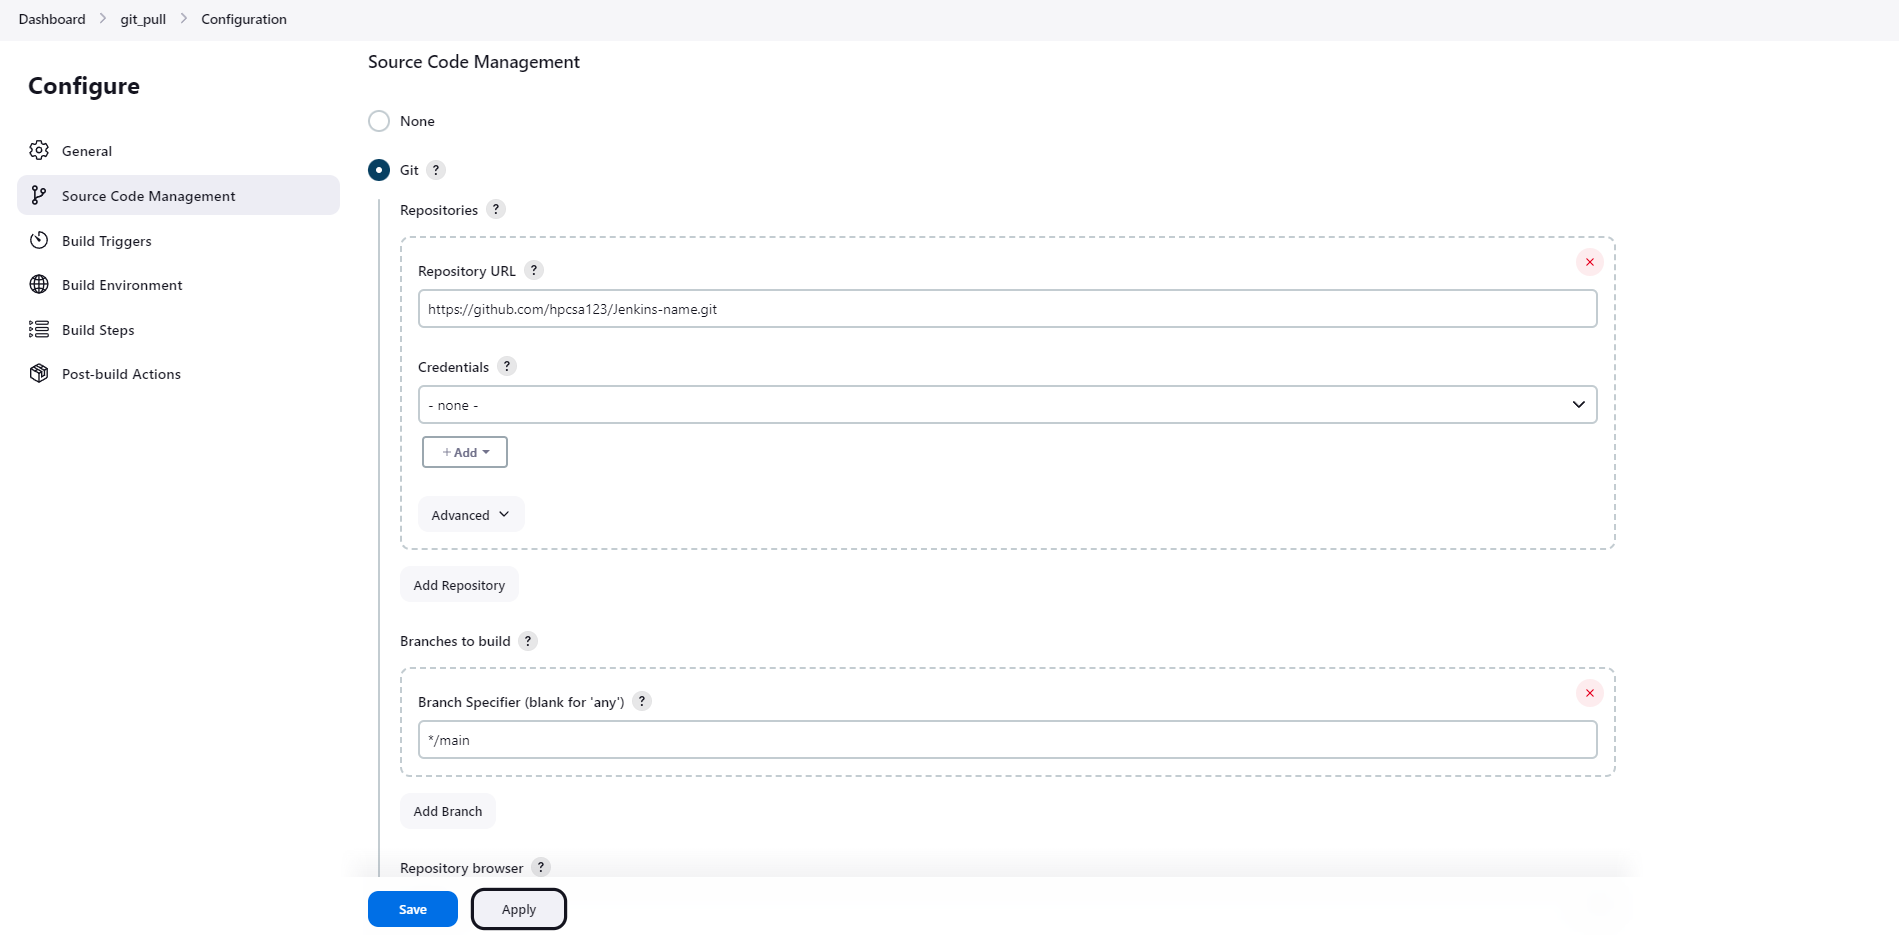 Dashboard > git_pull > Configuration
Configure
General
Source Code Management
Build Triggers
Build Environment
Build Steps
Post-build Actions
Source Code Management
None
Git ?
Repositories ?
Repository URL ?
https://github.com/hpcsa123/Jenkins-name.git
Credentials ?
- none -
+ Add
Advanced
Add Repository
Branches to build ?
Branch Specifier (blank for 'any') ?
*/main
Add Branch
Repository browser ?
Save
Apply